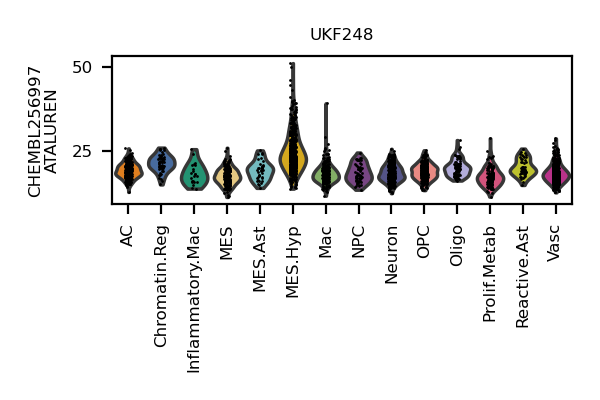 UKF248
CHEMBL256997
ATALUREN
50
25
AC
Chromatin.Reg
Inflammatory.Mac
MES
MES.Ast
MES.Hyp
Mac
NPC
Neuron
OPC
Oligo
Prolif.Metab
Reactive.Ast
Vasc